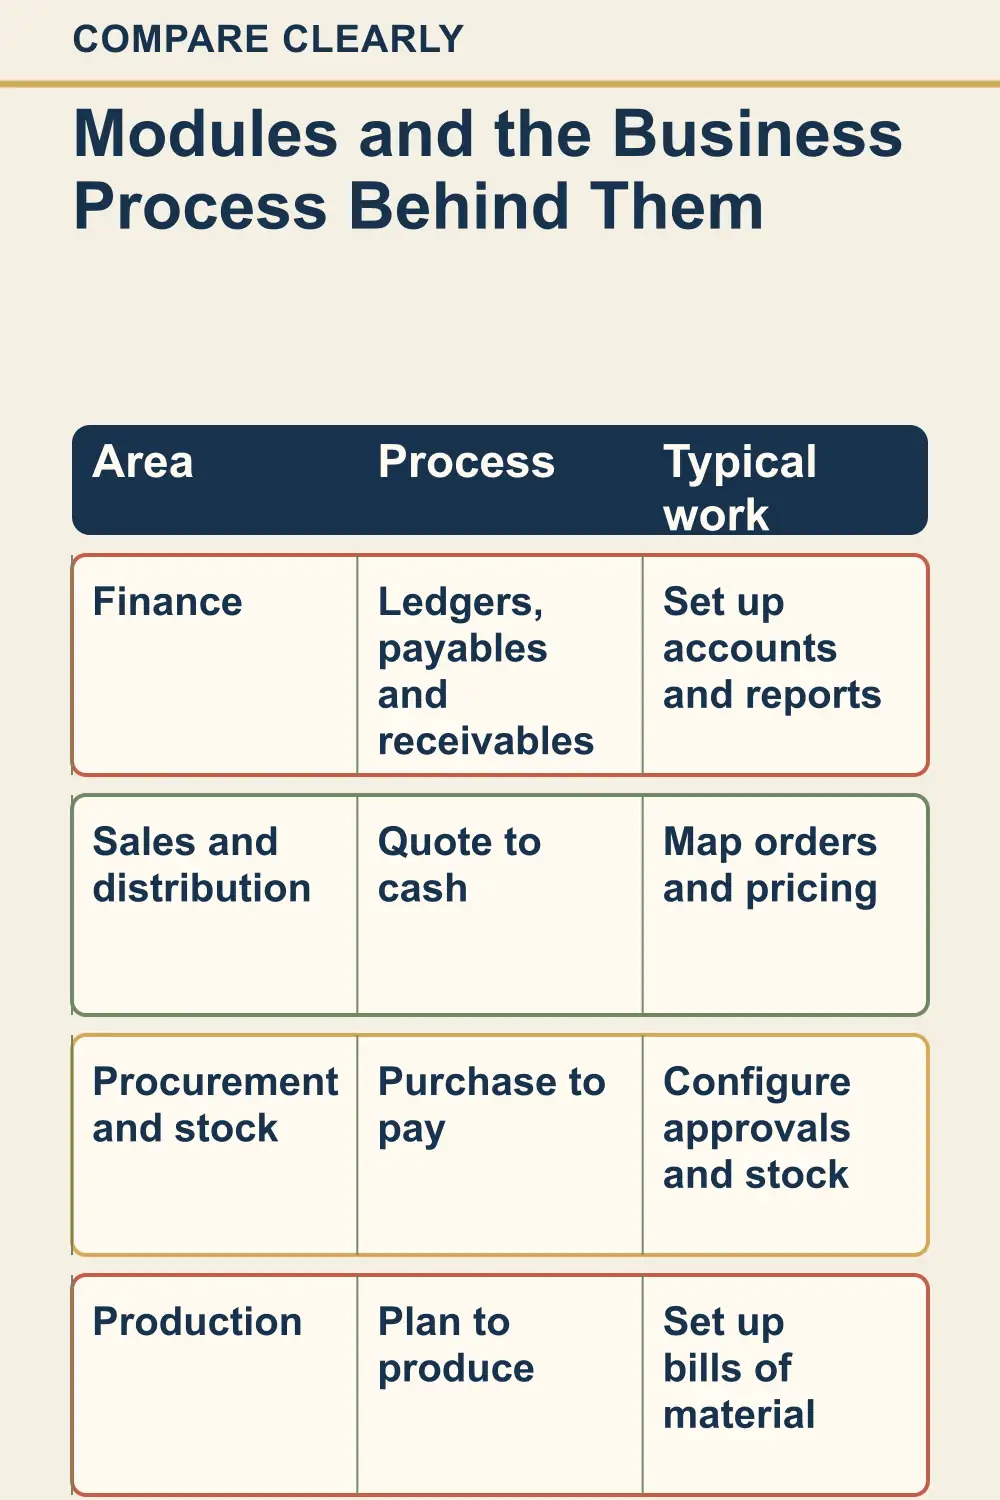 COMPARE CLEARLY
Modules and the Business
Process Behind Them
Area
Process
Typical
work
Finance
Ledgers,
payables
and
receivables
Set up
accounts
and reports
Sales and
distribution
Quote to
cash
Map orders
and pricing
Procurement
and stock
Purchase to
pay
Configure
approvals
and stock
Production
Plan to
produce
Set up
bills of
material